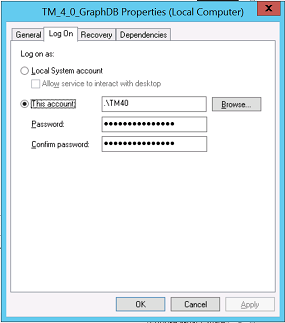 TM_4_0_GraphDB Properties (Local Computer)
General Log On Recovery Dependencies
Log on as:
Local System account
Allow service to interact with desktop
This account: .\TM40 Browse...
Password: •••••••••••••••
Confirm password: •••••••••••••••
OK Cancel Apply